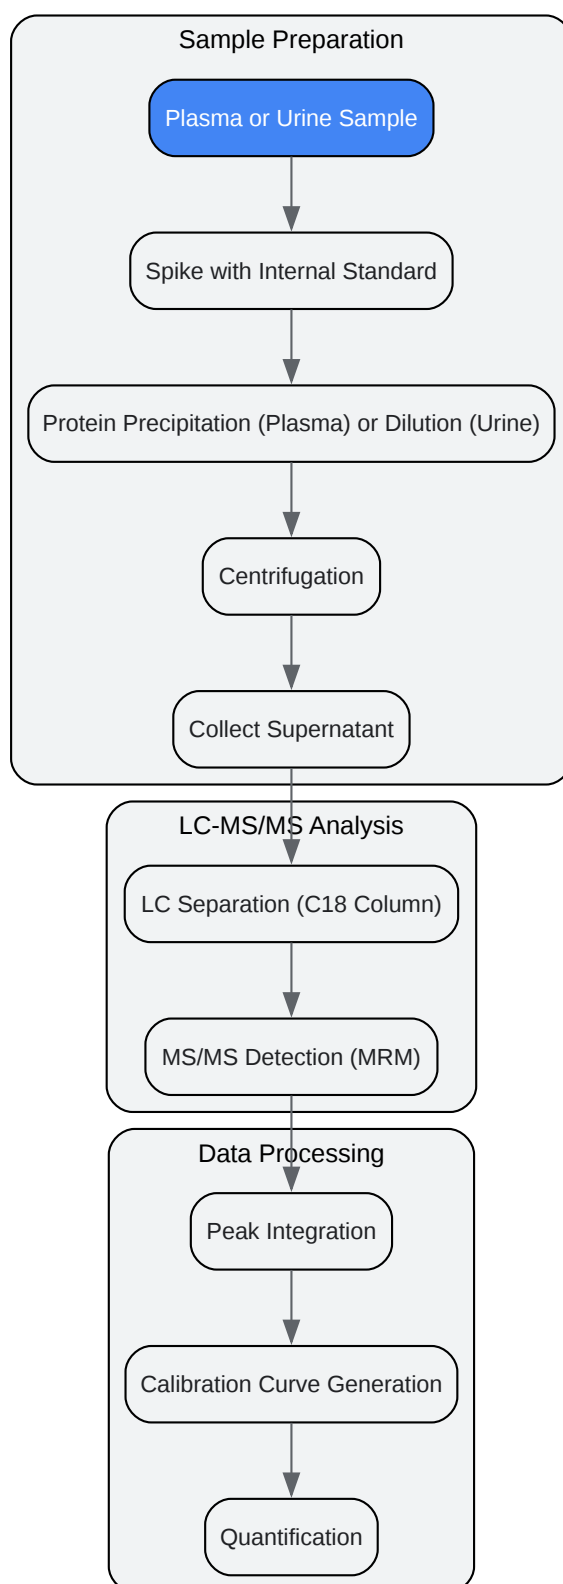 Sample Preparation
Plasma or Urine Sample
Spike with Internal Standard
Protein Precipitation (Plasma) or Dilution (Urine)
Centrifugation
Collect Supernatant
LC-MS/MS Analysis
LC Separation (C18 Column)
MS/MS Detection (MRM)
Data Processing
Peak Integration
Calibration Curve Generation
Quantification